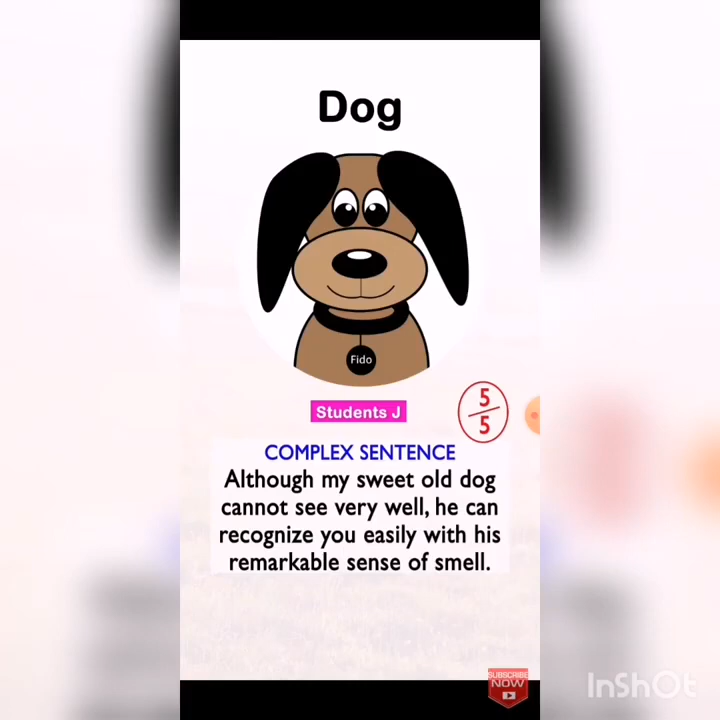 Dog
Fido
Students J
5
5
COMPLEX SENTENCE
Although my sweet old dog
cannot see very well, he can
recognize you easily with his
remarkable sense of smell.
SUBSCRIBE
NOW
InShOt